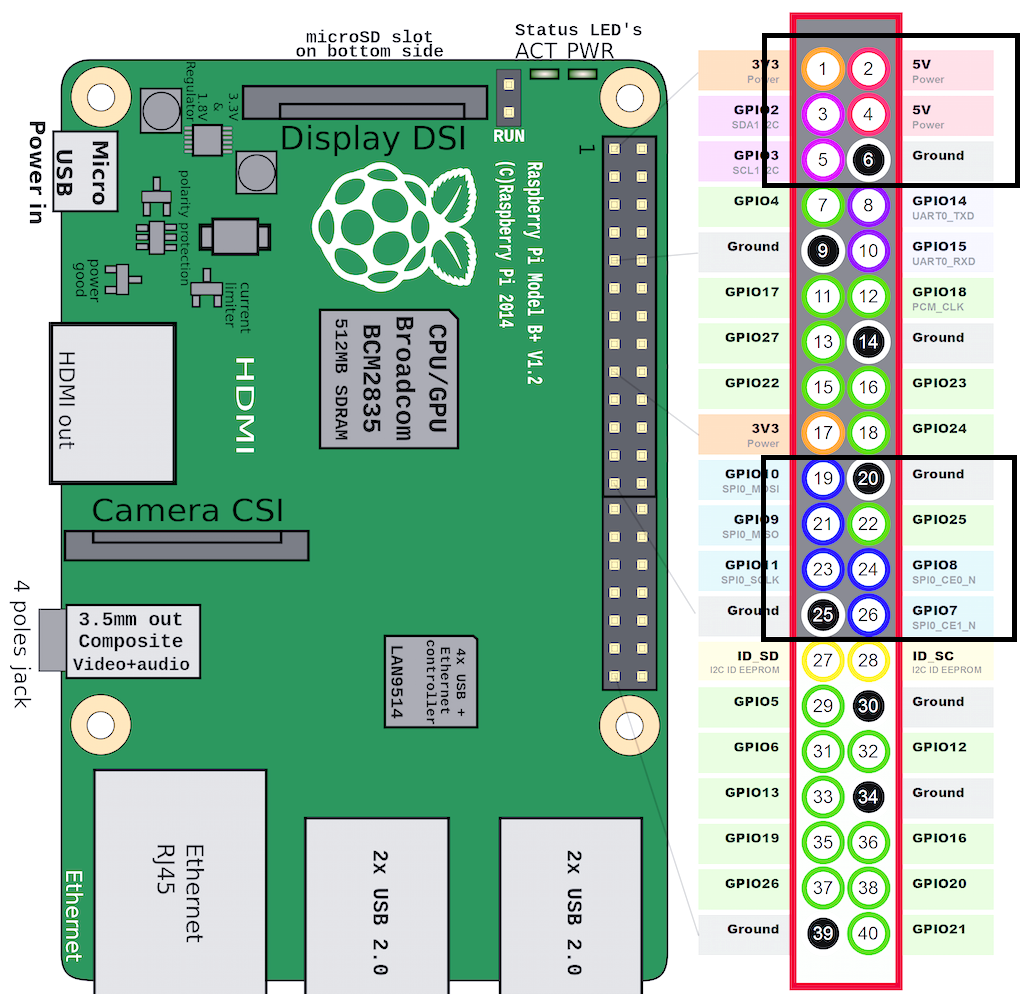 microSD slot
on bottom side
Status LED's
ACT PWR
RUN
3.3V
&
1.8V
Regulator
Display DSI
Micro
USB
Power in
polarity protection
power
good
current
limiter
Raspberry Pi Model B+ V1.2
(C)Raspberry Pi 2014
1
CPU/GPU
Broadcom
BCM2835
512MB SDRAM
HDMI
HDMI out
Camera CSI
4 poles jack
3.5mm out
Composite
Video+audio
4x USB +
Ethernet
controller
LAN9514
Ethernet
RJ45
Ethernet
2x USB 2.0
2x USB 2.0
3V3 1 2 5V
Power Power
GPIO2 3 4 5V
SDA1 I2C Power
GPIO3 5 6 Ground
SCL1 I2C
GPIO4 7 8 GPIO14
UART0_TXD
Ground 9 10 GPIO15
UART0_RXD
GPIO17 11 12 GPIO18
PCM_CLK
GPIO27 13 14 Ground
GPIO22 15 16 GPIO23
3V3 17 18 GPIO24
Power
GPIO10 19 20 Ground
SPI0_MOSI
GPIO9 21 22 GPIO25
SPI0_MISO
GPIO11 23 24 GPIO8
SPI0_SCLK SPI0_CE0_N
Ground 25 26 GPIO7
SPI0_CE1_N
ID_SD 27 28 ID_SC
I2C ID EEPROM I2C ID EEPROM
GPIO5 29 30 Ground
GPIO6 31 32 GPIO12
GPIO13 33 34 Ground
GPIO19 35 36 GPIO16
GPIO26 37 38 GPIO20
Ground 39 40 GPIO21